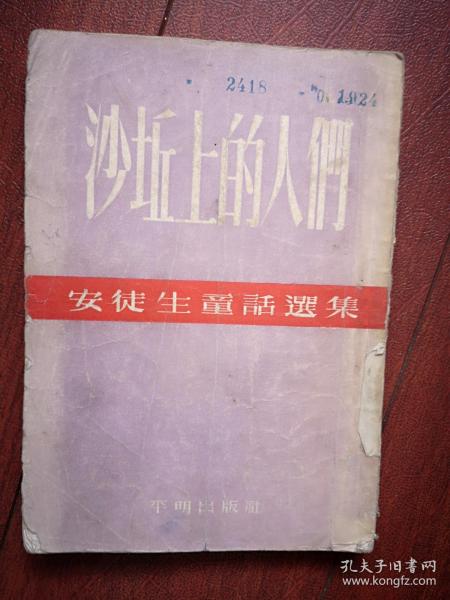 2418
沙坵上的人們
安徒生童話選集
平明出版社
孔夫子旧书网
www.kongfz.com